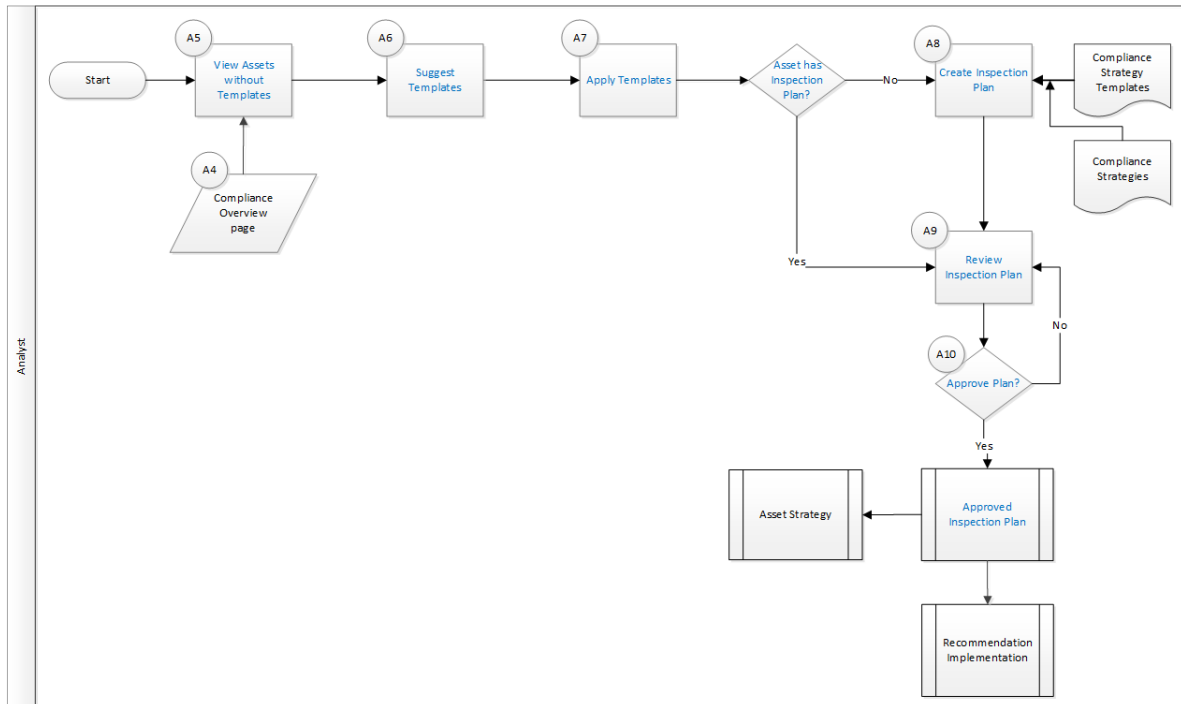 Analyst
Start
A5
View Assets
without
Templates
A4
Compliance
Overview
page
A6
Suggest
Templates
A7
Apply Templates
Asset has
Inspection
Plan?
No
Yes
A8
Create Inspection
Plan
Compliance
Strategy
Templates
Compliance
Strategies
A9
Review
Inspection Plan
No
A10
Approve Plan?
Yes
Approved
Inspection Plan
Asset Strategy
Recommendation
Implementation